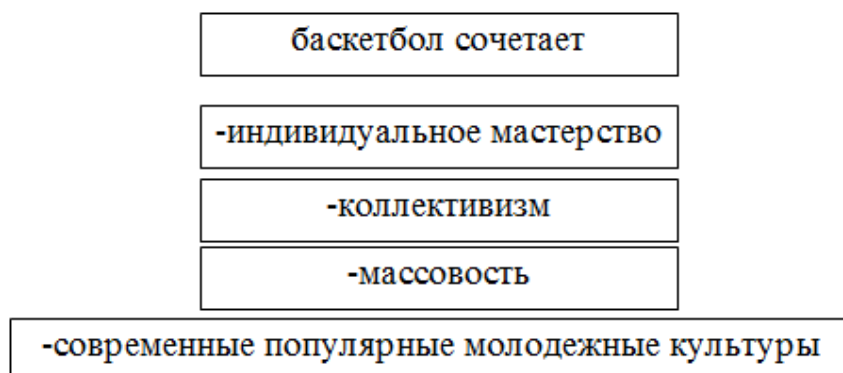 баскетбол сочетает
-индивидуальное мастерство
-коллективизм
-массовость
-современные популярные молодежные культуры